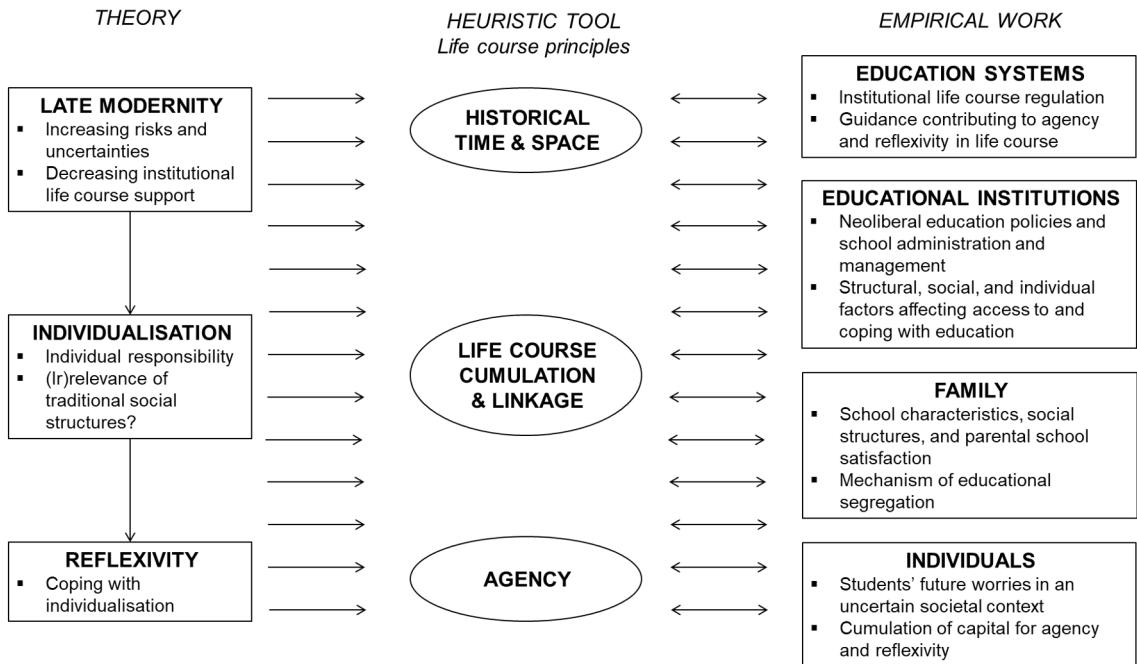 THEORY
LATE MODERNITY
▪ Increasing risks and
uncertainties
▪ Decreasing institutional
life course support
INDIVIDUALISATION
▪ Individual responsibility
▪ (Ir)relevance of
traditional social
structures?
REFLEXIVITY
▪ Coping with
individualisation
HEURISTIC TOOL
Life course principles
HISTORICAL
TIME & SPACE
LIFE COURSE
CUMULATION
& LINKAGE
AGENCY
EMPIRICAL WORK
EDUCATION SYSTEMS
▪ Institutional life course regulation
▪ Guidance contributing to agency
and reflexivity in life course
EDUCATIONAL INSTITUTIONS
▪ Neoliberal education policies and
school administration and
management
▪ Structural, social, and individual
factors affecting access to and
coping with education
FAMILY
▪ School characteristics, social
structures, and parental school
satisfaction
▪ Mechanism of educational
segregation
INDIVIDUALS
▪ Students’ future worries in an
uncertain societal context
▪ Cumulation of capital for agency
and reflexivity